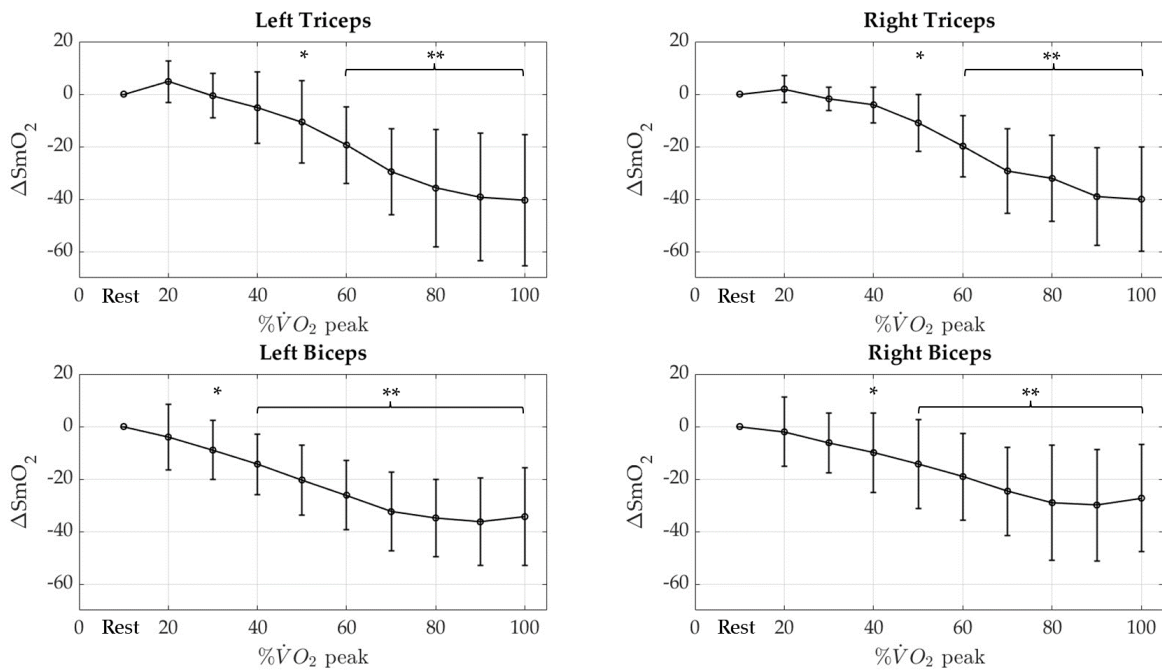 Left Triceps
20
0
-20
-40
-60
ΔSmO₂
* **
0 Rest 20 40 60 80 100
%V̇O₂ peak
Right Triceps
20
0
-20
-40
-60
ΔSmO₂
* **
0 Rest 20 40 60 80 100
%V̇O₂ peak
Left Biceps
20
0
-20
-40
-60
ΔSmO₂
* **
0 Rest 20 40 60 80 100
%V̇O₂ peak
Right Biceps
20
0
-20
-40
-60
ΔSmO₂
* **
0 Rest 20 40 60 80 100
%V̇O₂ peak